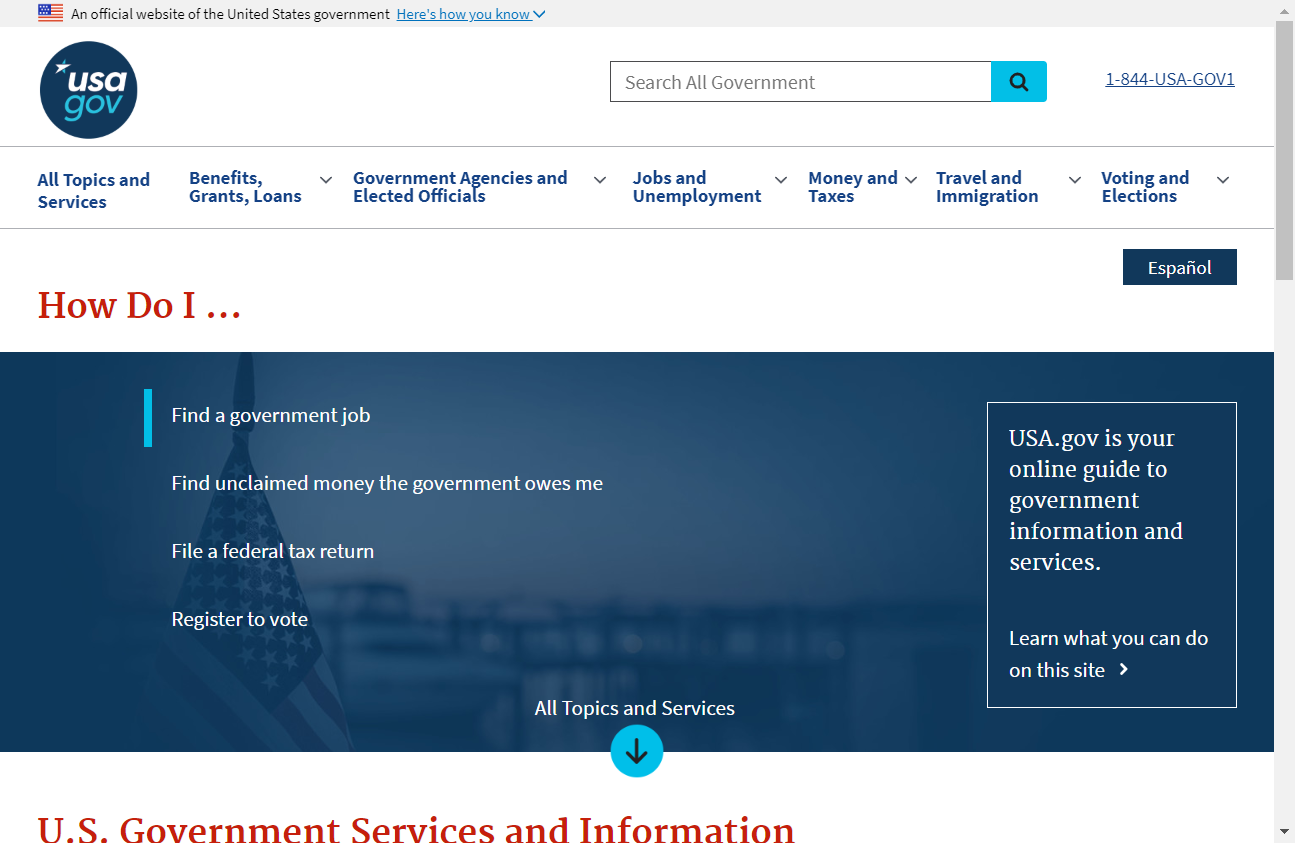 An official website of the United States government Here's how you know
usa
gov
Search All Government
1-844-USA-GOV1
All Topics and
Services
Benefits,
Grants, Loans
Government Agencies and
Elected Officials
Jobs and
Unemployment
Money and
Taxes
Travel and
Immigration
Voting and
Elections
Español
How Do I ...
Find a government job
Find unclaimed money the government owes me
File a federal tax return
Register to vote
USA.gov is your
online guide to
government
information and
services.
Learn what you can do
on this site
All Topics and Services
U.S. Government Services and Information